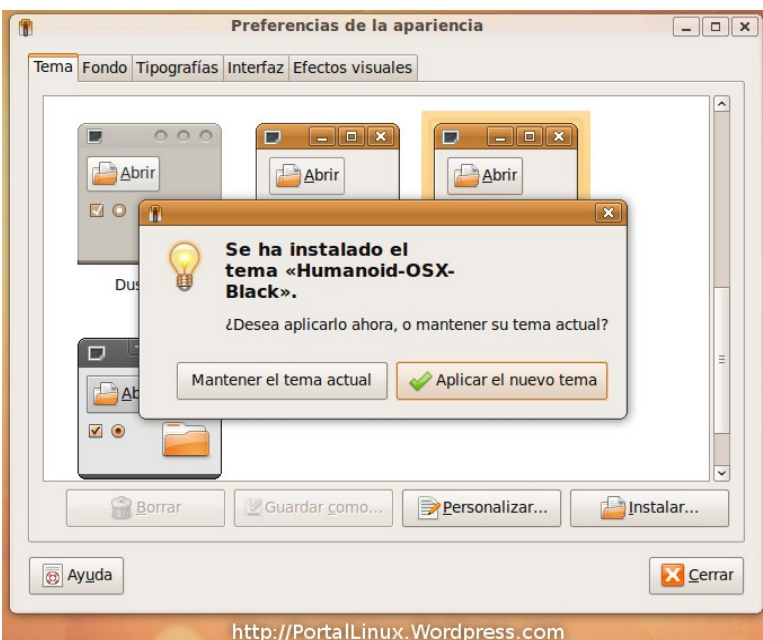 Preferencias de la apariencia
Tema Fondo Tipografías Interfaz Efectos visuales
Abrir Abrir Abrir
Se ha instalado el
tema «Humanoid-OSX-
Black».
¿Desea aplicarlo ahora, o mantener su tema actual?
Mantener el tema actual Aplicar el nuevo tema
Borrar Guardar como... Personalizar... Instalar...
Ayuda Cerrar
http://PortalLinux.Wordpress.com